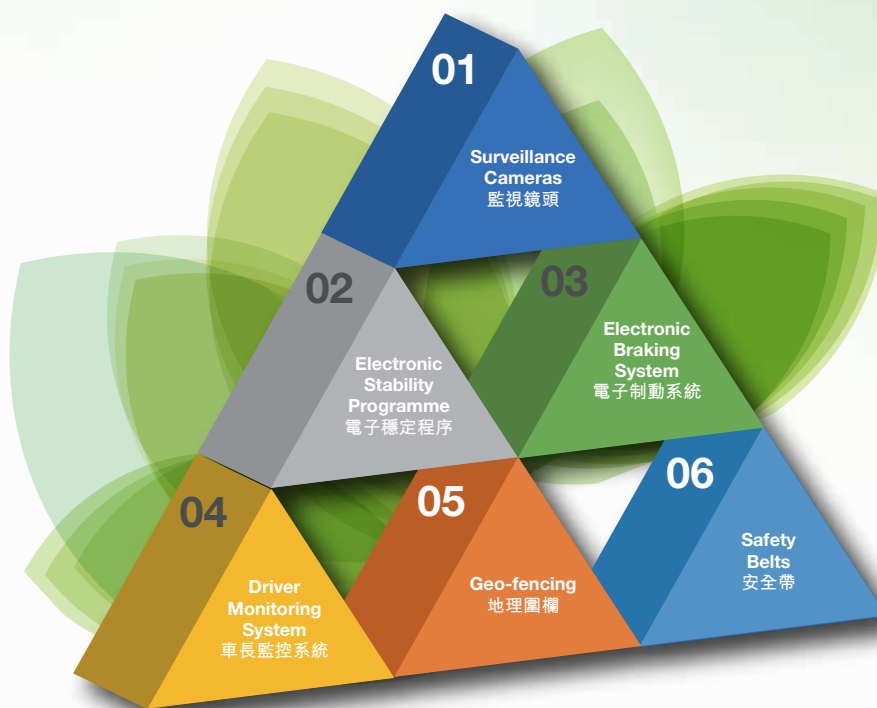 01
Surveillance
Cameras
監視鏡頭
02
Electronic
Stability
Programme
電子穩定程序
03
Electronic
Braking
System
電子制動系統
04
Driver
Monitoring
System
車長監控系統
05
Geo-fencing
地理圍欄
06
Safety
Belts
安全帶